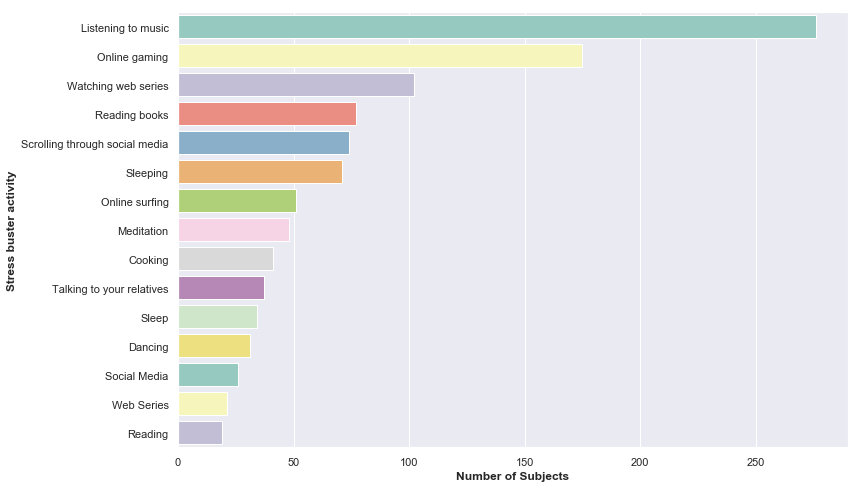 Stress buster activity
Listening to music
Online gaming
Watching web series
Reading books
Scrolling through social media
Sleeping
Online surfing
Meditation
Cooking
Talking to your relatives
Sleep
Dancing
Social Media
Web Series
Reading
0 50 100 150 200 250
Number of Subjects